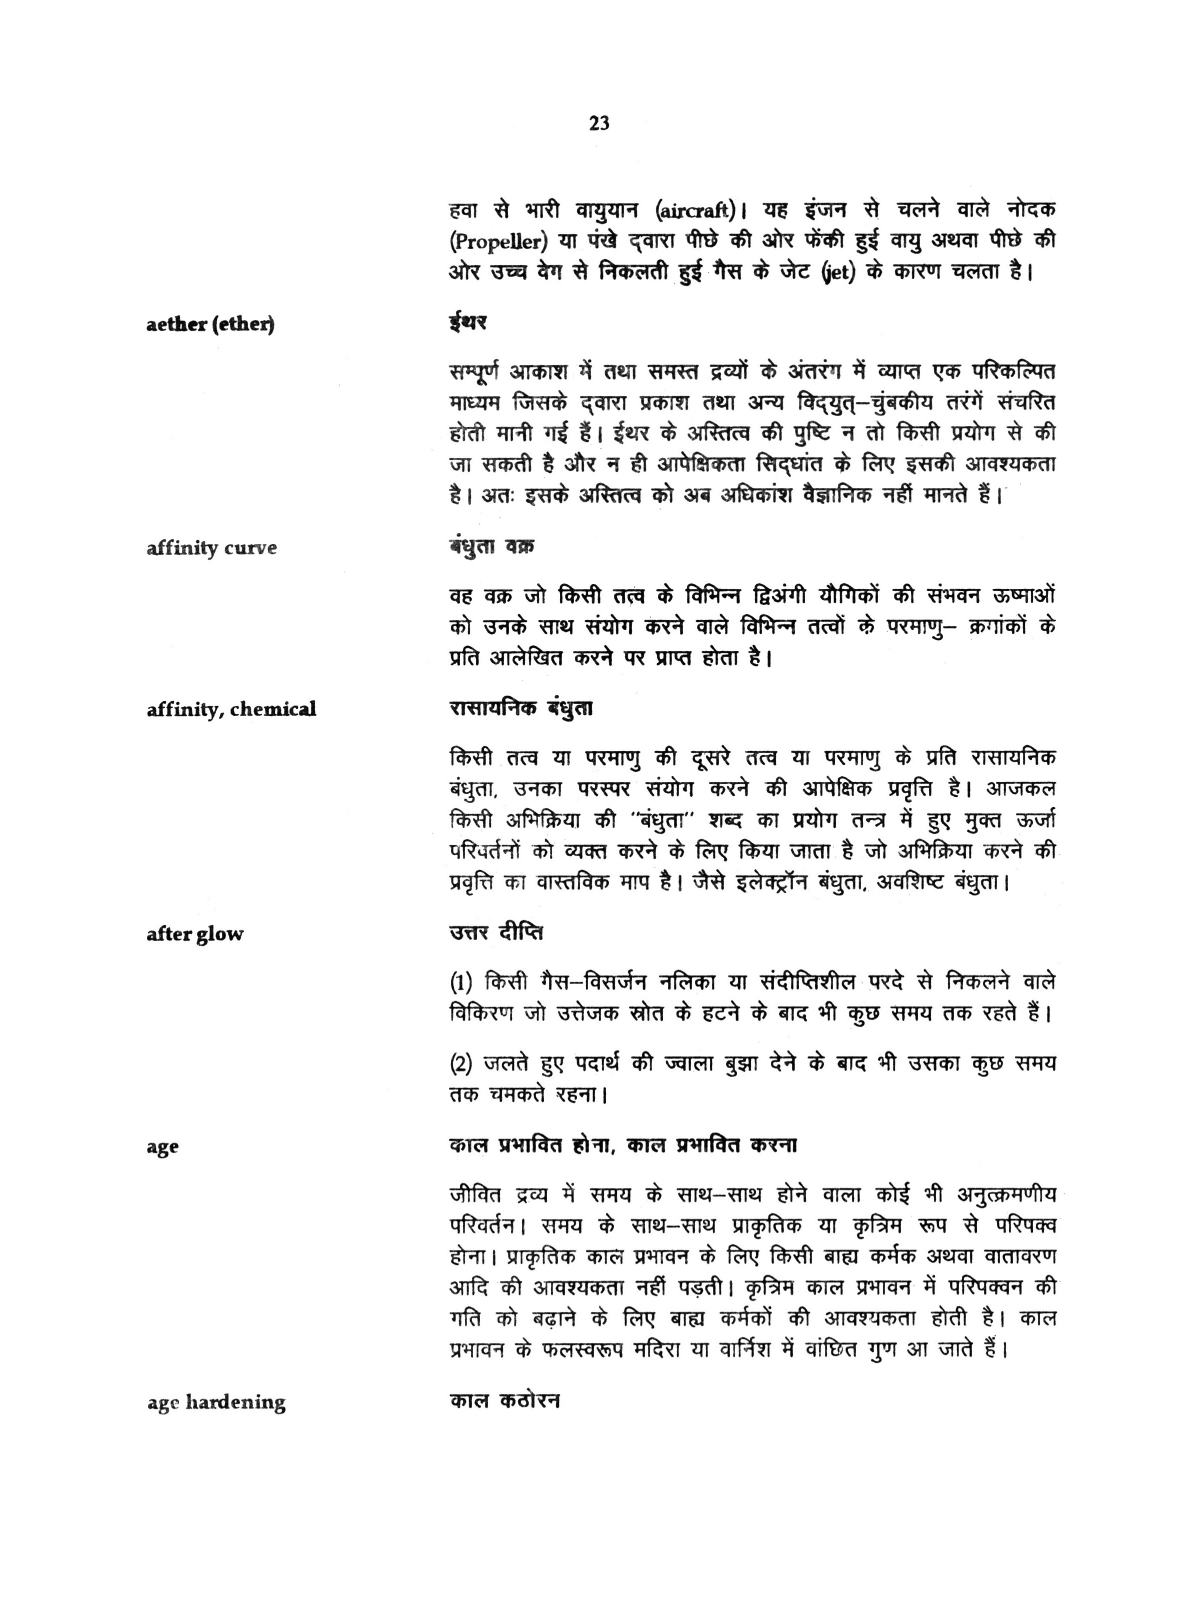 23
हवा से भारी वायुयान (aircraft)। यह इंजन से चलने वाले नोदक
(Propeller) या पंखे द्वारा पीछे की ओर फेंकी हुई वायु अथवा पीछे की
ओर उच्च वेग से निकलती हुई गैस के जेट (jet) के कारण चलता है।
aether (ether) ईथर
सम्पूर्ण आकाश में तथा समस्त द्रव्यों के अंतरंग में व्याप्त एक परिकल्पित
माध्यम जिसके द्वारा प्रकाश तथा अन्य विद्युत्–चुंबकीय तरंगें संचरित
होती मानी गई हैं। ईथर के अस्तित्व की पुष्टि न तो किसी प्रयोग से की
जा सकती है और न ही आपेक्षिकता सिद्धांत के लिए इसकी आवश्यकता
है। अतः इसके अस्तित्व को अब अधिकांश वैज्ञानिक नहीं मानते हैं।
affinity curve बंधुता वक्र
वह वक्र जो किसी तत्व के विभिन्न द्विअंगी यौगिकों की संभवन ऊष्माओं
को उनके साथ संयोग करने वाले विभिन्न तत्वों के परमाणु– क्रगांकों के
प्रति आलेखित करने पर प्राप्त होता है।
affinity, chemical रासायनिक बंधुता
किसी तत्व या परमाणु की दूसरे तत्व या परमाणु के प्रति रासायनिक
बंधुता, उनका परस्पर संयोग करने की आपेक्षिक प्रवृत्ति है। आजकल
किसी अभिक्रिया की "बंधुता" शब्द का प्रयोग तन्त्र में हुए मुक्त ऊर्जा
परिवर्तनों को व्यक्त करने के लिए किया जाता है जो अभिक्रिया करने की
प्रवृत्ति का वास्तविक माप है। जैसे इलेक्ट्रॉन बंधुता, अवशिष्ट बंधुता।
after glow उत्तर दीप्ति
(1) किसी गैस–विसर्जन नलिका या संदीप्तिशील परदे से निकलने वाले
विकिरण जो उत्तेजक स्रोत के हटने के बाद भी कुछ समय तक रहते हैं।
(2) जलते हुए पदार्थ की ज्वाला बुझा देने के बाद भी उसका कुछ समय
तक चमकते रहना।
age काल प्रभावित होना, काल प्रभावित करना
जीवित द्रव्य में समय के साथ–साथ होने वाला कोई भी अनुत्क्रमणीय
परिवर्तन। समय के साथ–साथ प्राकृतिक या कृत्रिम रूप से परिपक्व
होना। प्राकृतिक काल प्रभावन के लिए किसी बाह्य कर्मक अथवा वातावरण
आदि की आवश्यकता नहीं पड़ती। कृत्रिम काल प्रभावन में परिपक्वन की
गति को बढ़ाने के लिए बाह्य कर्मकों की आवश्यकता होती है। काल
प्रभावन के फलस्वरूप मदिरा या वार्निश में वांछित गुण आ जाते हैं।
age hardening काल कठोरन